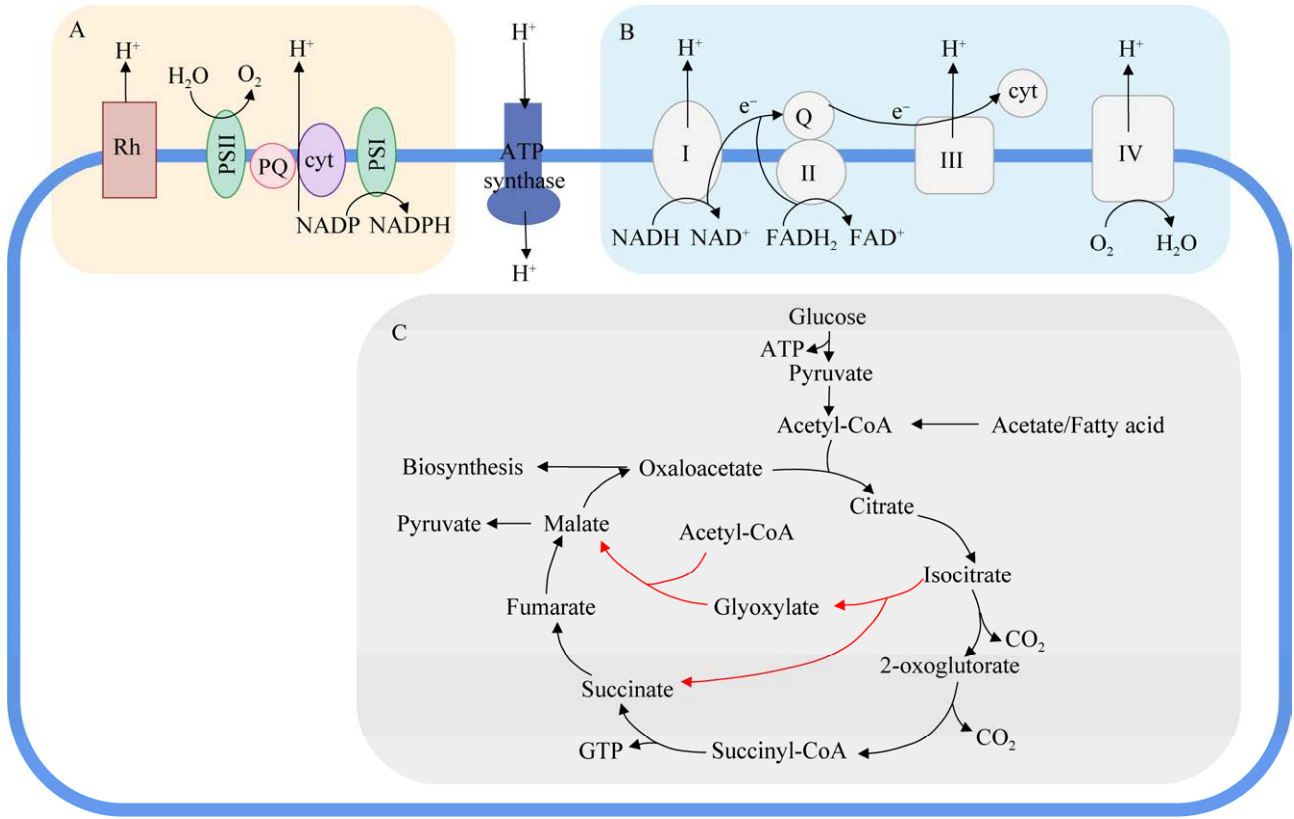 A
H⁺
H₂O
O₂
H⁺
Rh
PSII
PQ
cyt
PSI
NADP
NADPH
H⁺
ATP
synthase
H⁺
B
H⁺
H⁺
H⁺
e⁻
e⁻
cyt
Q
I
II
III
IV
NADH
NAD⁺
FADH₂
FAD⁺
O₂
H₂O
C
Glucose
ATP
Pyruvate
Acetyl-CoA
Acetate/Fatty acid
Biosynthesis
Oxaloacetate
Citrate
Pyruvate
Malate
Acetyl-CoA
Isocitrate
Fumarate
Glyoxylate
CO₂
2-oxoglutorate
Succinate
CO₂
GTP
Succinyl-CoA